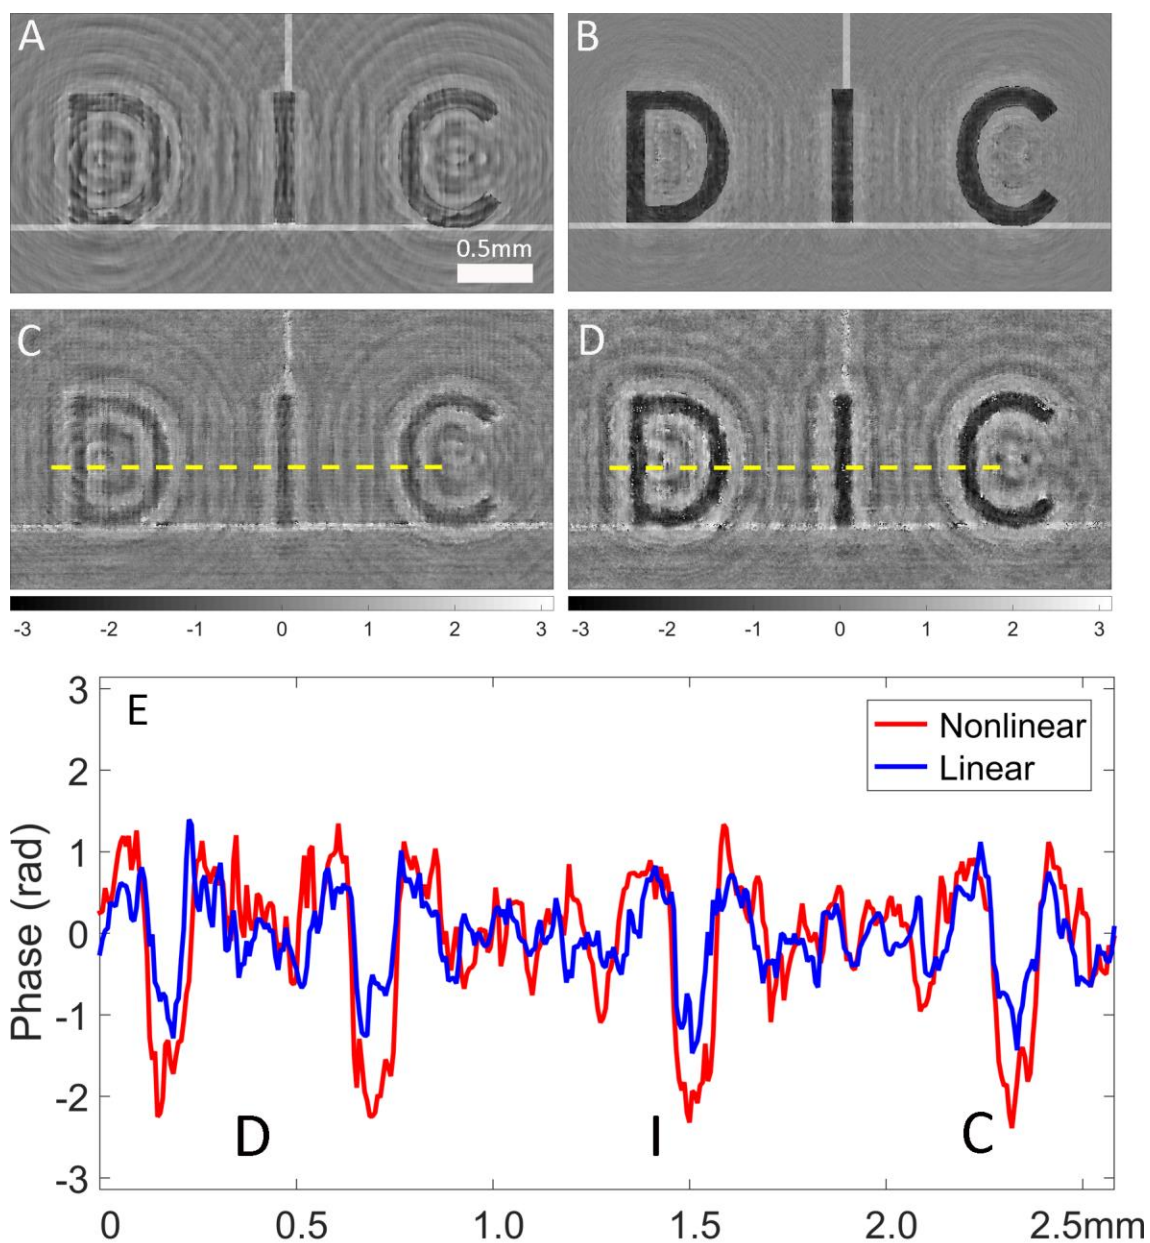 A
B
D I C
D I C
0.5mm
C
D
D I C
D I C
-3 -2 -1 0 1 2 3
-3 -2 -1 0 1 2 3
E
Nonlinear
Linear
3
2
1
0
-1
-2
-3
Phase (rad)
D I C
0 0.5 1.0 1.5 2.0 2.5mm